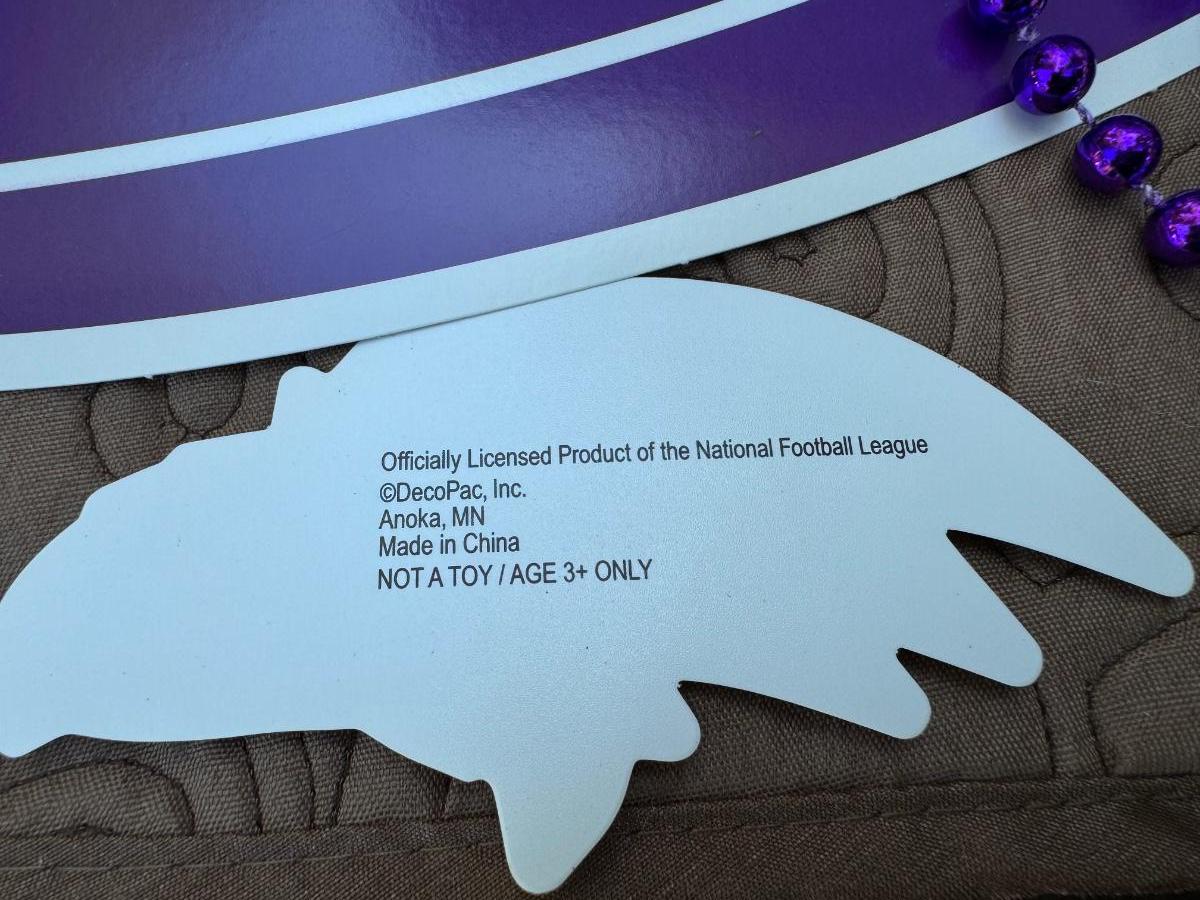 Officially Licensed Product of the National Football League
©DecoPac, Inc.
Anoka, MN
Made in China
NOT A TOY / AGE 3+ ONLY